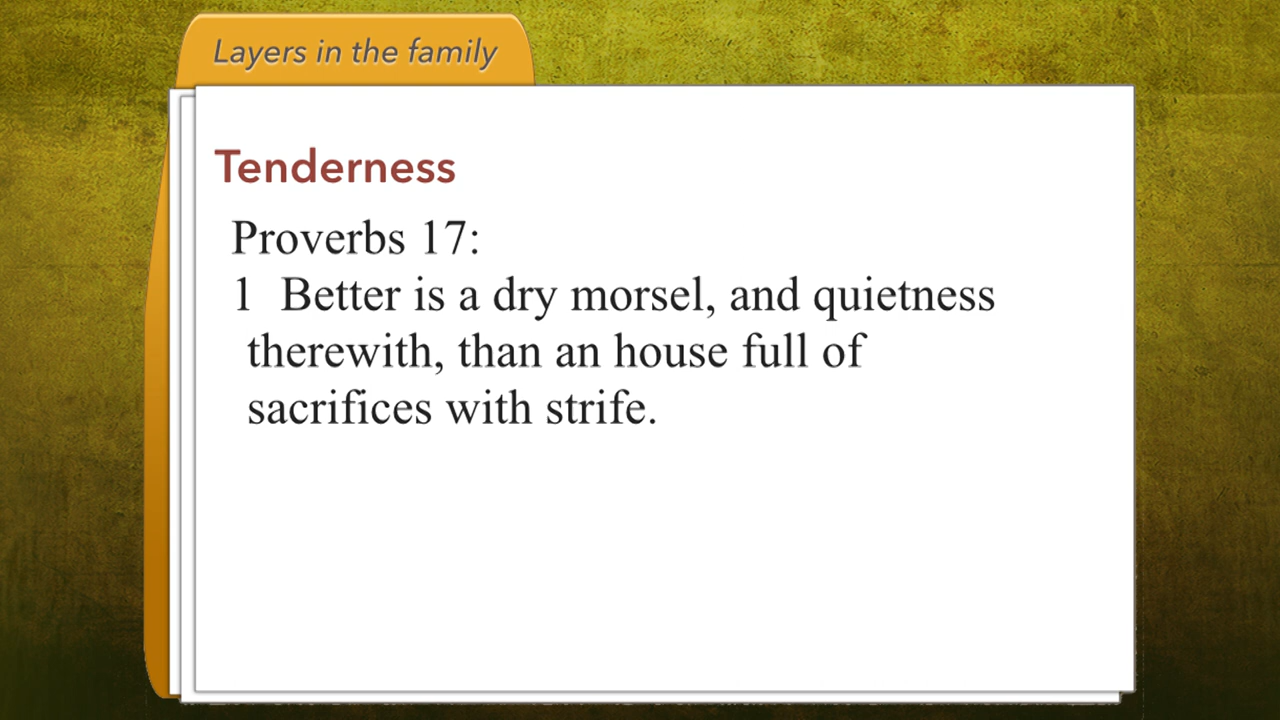 Layers in the family
Tenderness
Proverbs 17:
1 Better is a dry morsel, and quietness
therewith, than an house full of
sacrifices with strife.